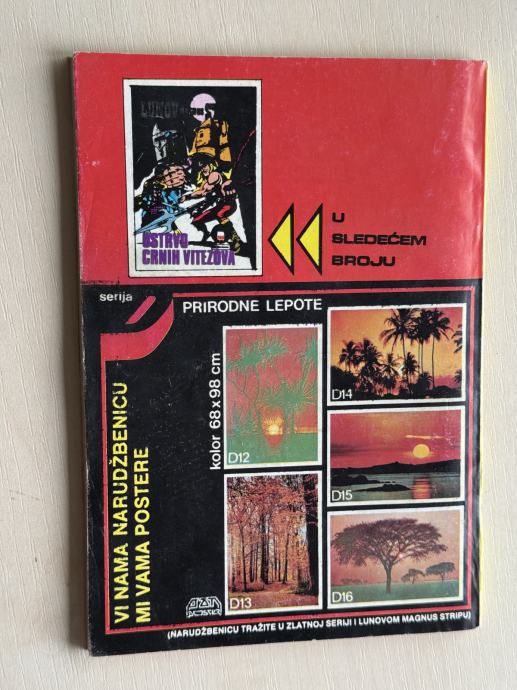 LUNOV
OSTRVO
CRNIH VITEZOVA
U
SLEDEĆEM
BROJU
serija
PRIRODNE LEPOTE
kolor 68 x 98 cm
D12
D13
D14
D15
D16
VI NAMA NARUDŽBENICU
MI VAMA POSTERE
(NARUDŽBENICU TRAŽITE U ZLATNOJ SERIJI I LUNOVOM MAGNUS STRIPU)